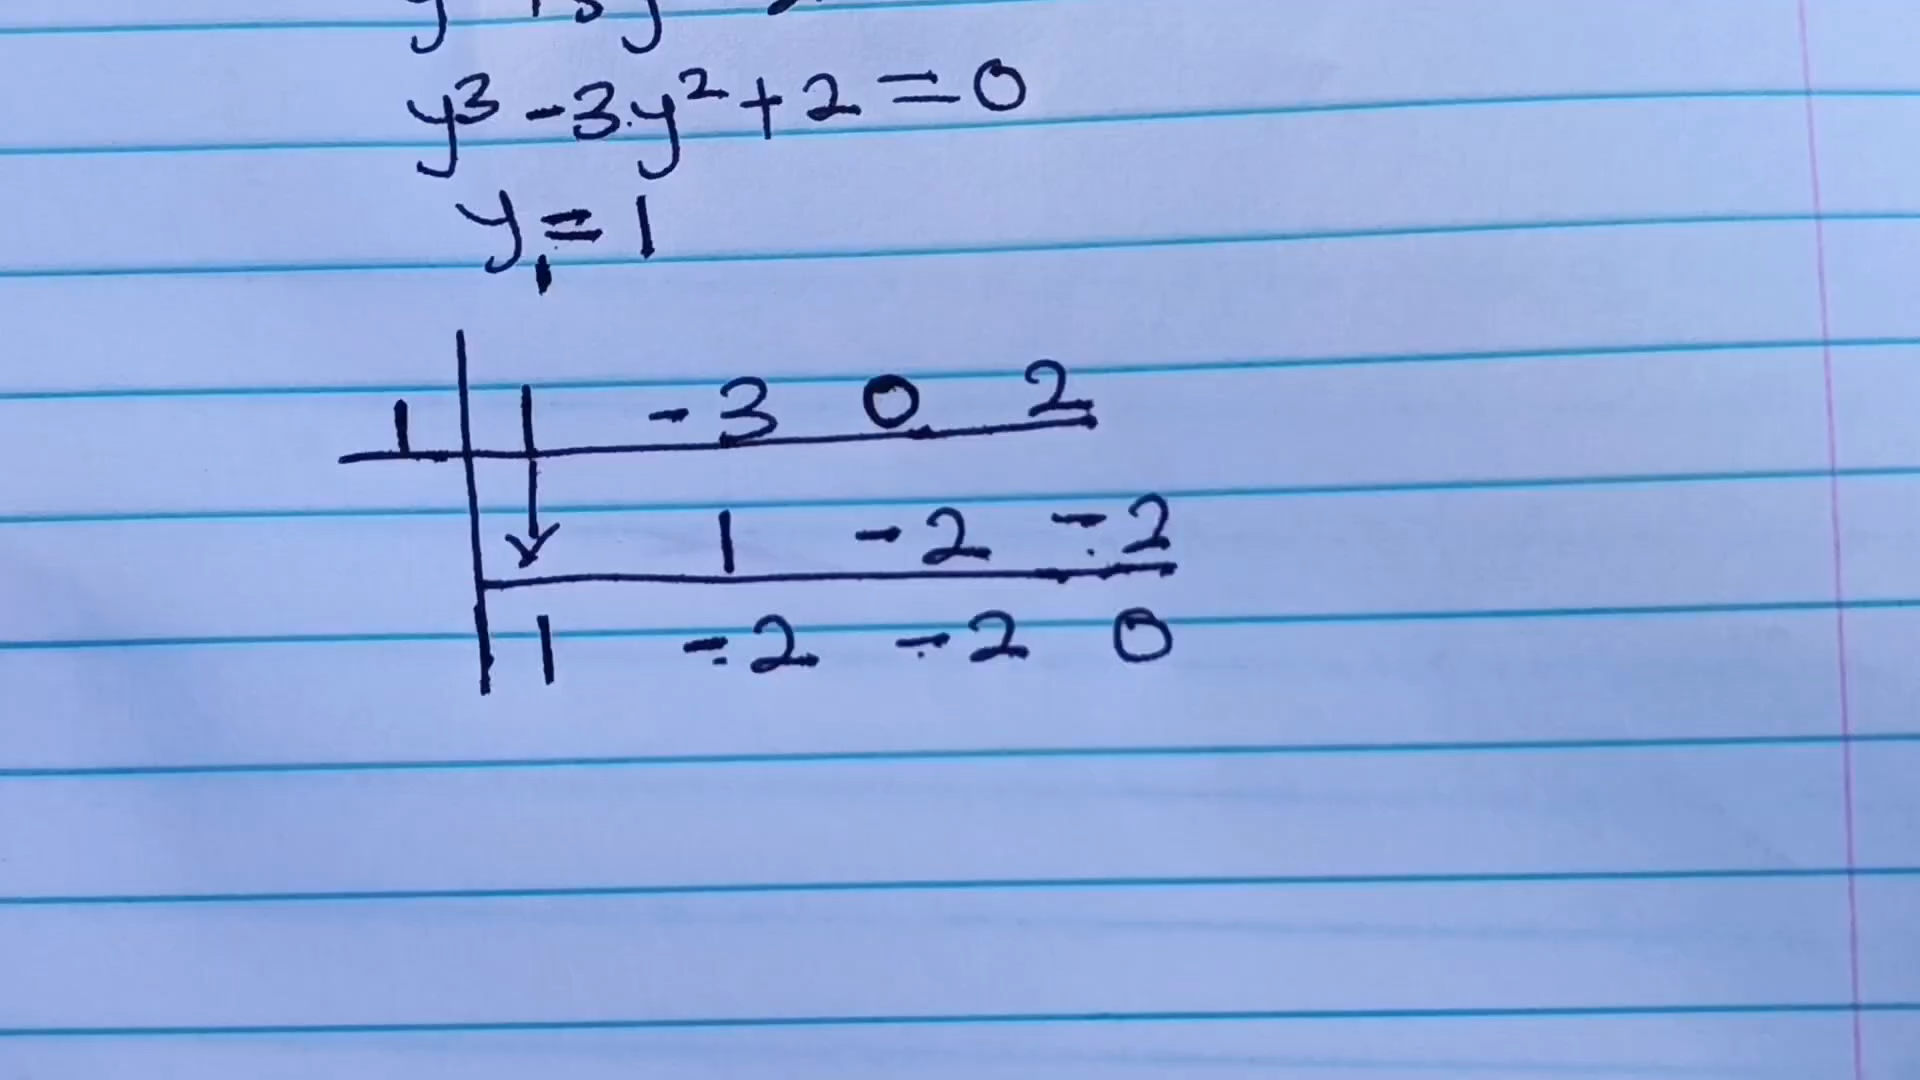 y³ - 3y² + 2 = 0
y₁ = 1
1 | 1 -3 0 2
1 -2 -2
1 -2 -2 0